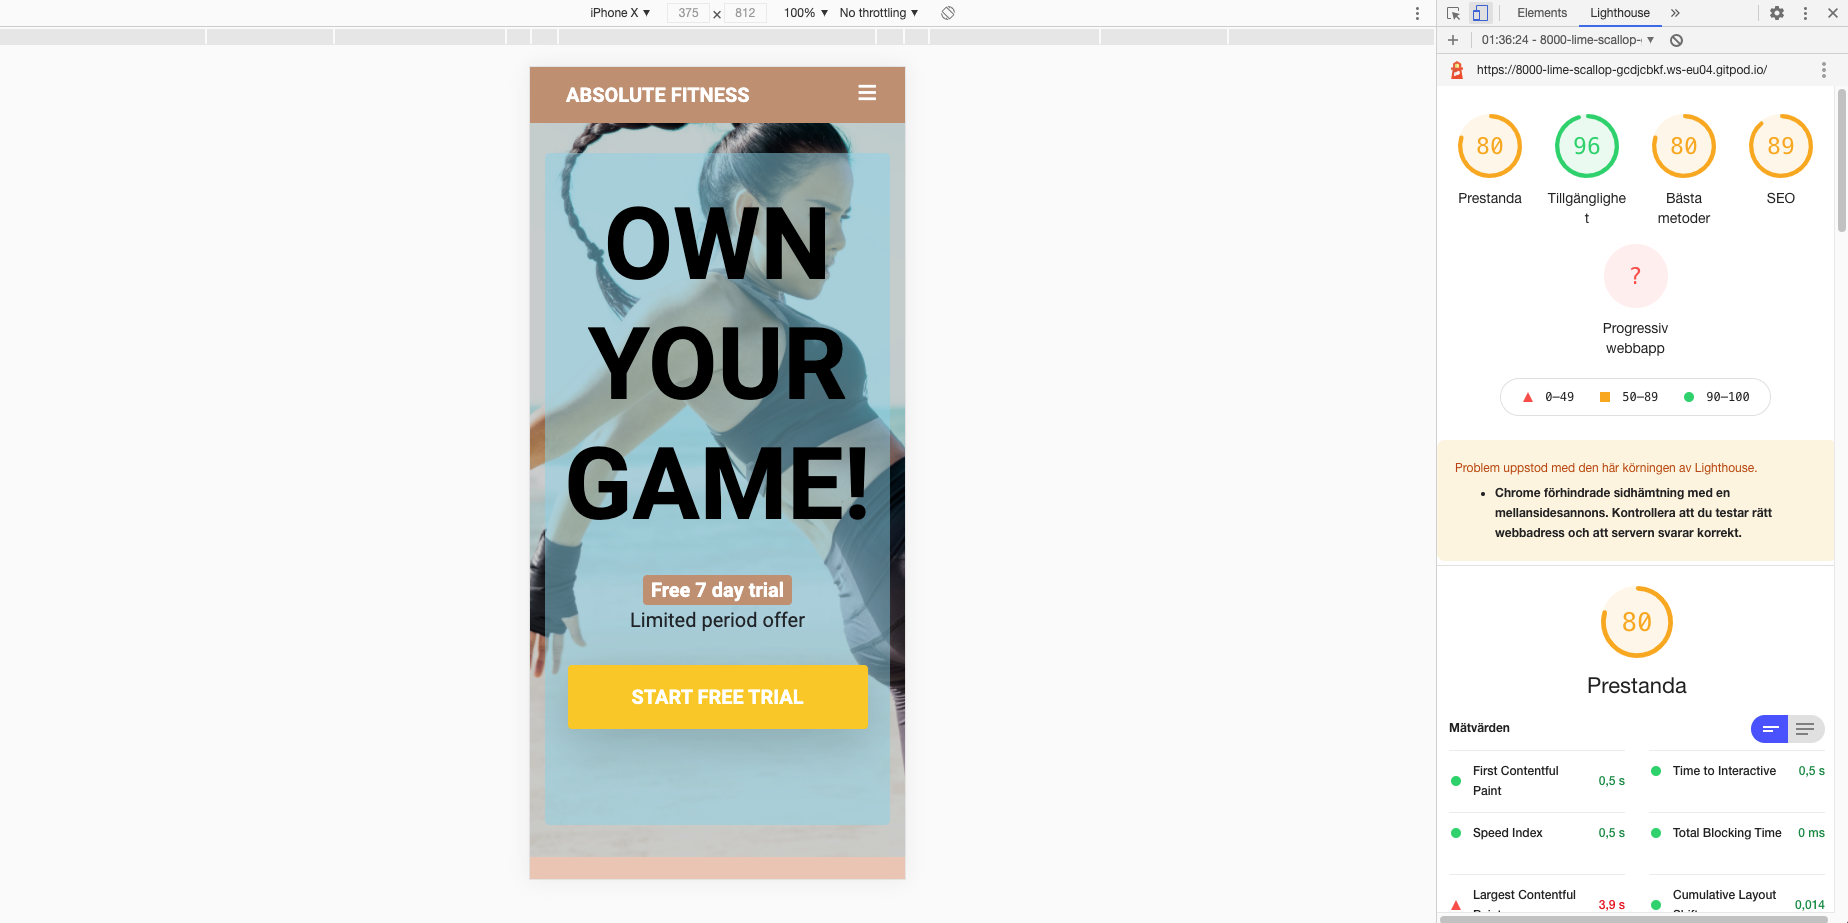 iPhone X ▼ 375 × 812 100% ▼ No throttling ▼
Elements Lighthouse »
01:36:24 - 8000-lime-scallop- ▼
https://8000-lime-scallop-gcdjcbkf.ws-eu04.gitpod.io/
ABSOLUTE FITNESS
OWN
YOUR
GAME!
Free 7 day trial
Limited period offer
START FREE TRIAL
80
Prestanda
96
Tillgänglighe
t
80
Bästa
metoder
89
SEO
?
Progressiv
webbapp
0–49 50–89 90–100
Problem uppstod med den här körningen av Lighthouse.
• Chrome förhindrade sidhämtning med en
mellansidesannons. Kontrollera att du testar rätt
webbadress och att servern svarar korrekt.
80
Prestanda
Mätvärden
First Contentful
Paint
0,5 s
Time to Interactive 0,5 s
Speed Index 0,5 s
Total Blocking Time 0 ms
Largest Contentful
3,9 s
Cumulative Layout
0,014